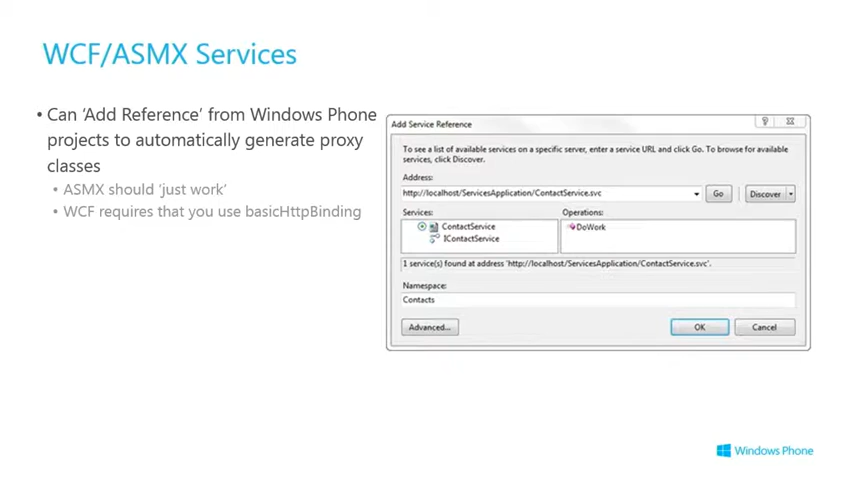 WCF/ASMX Services
• Can ‘Add Reference’ from Windows Phone
projects to automatically generate proxy
classes
• ASMX should ‘just work’
• WCF requires that you use basicHttpBinding
Add Service Reference
To see a list of available services on a specific server, enter a service URL and click Go. To browse for available
services, click Discover.
Address:
http://localhost/ServicesApplication/ContactService.svc
Go
Discover
Services:
Operations:
ContactService
IContactService
DoWork
1 service(s) found at address 'http://localhost/ServicesApplication/ContactService.svc'.
Namespace:
Contacts
Advanced...
OK
Cancel
Windows Phone